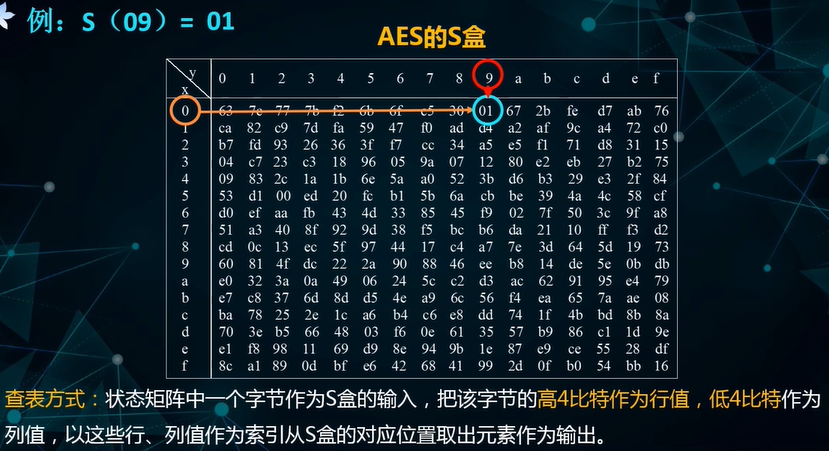 例：S（09）= 01
AES的S盒
y
x
0 1 2 3 4 5 6 7 8 9 a b c d e f
0 63 7c 77 7b f2 6b 6f c5 30 01 67 2b fe d7 ab 76
1 ca 82 c9 7d fa 59 47 f0 ad d4 a2 af 9c a4 72 c0
2 b7 fd 93 26 36 3f f7 cc 34 a5 e5 f1 71 d8 31 15
3 04 c7 23 c3 18 96 05 9a 07 12 80 e2 eb 27 b2 75
4 09 83 2c 1a 1b 6e 5a a0 52 3b d6 b3 29 e3 2f 84
5 53 d1 00 ed 20 fc b1 5b 6a cb be 39 4a 4c 58 cf
6 d0 ef aa fb 43 4d 33 85 45 f9 02 7f 50 3c 9f a8
7 51 a3 40 8f 92 9d 38 f5 bc b6 da 21 10 ff f3 d2
8 cd 0c 13 ec 5f 97 44 17 c4 a7 7e 3d 64 5d 19 73
9 60 81 4f dc 22 2a 90 88 46 ee b8 14 de 5e 0b db
a e0 32 3a 0a 49 06 24 5c c2 d3 ac 62 91 95 e4 79
b e7 c8 37 6d 8d d5 4e a9 6c 56 f4 ea 65 7a ae 08
c ba 78 25 2e 1c a6 b4 c6 e8 dd 74 1f 4b bd 8b 8a
d 70 3e b5 66 48 03 f6 0e 61 35 57 b9 86 c1 1d 9e
e e1 f8 98 11 69 d9 8e 94 9b 1e 87 e9 ce 55 28 df
f 8c a1 89 0d bf e6 42 68 41 99 2d 0f b0 54 bb 16
查表方式：状态矩阵中一个字节作为S盒的输入，把该字节的高4比特作为行值，低4比特作为
列值，以这些行、列值作为索引从S盒的对应位置取出元素作为输出。